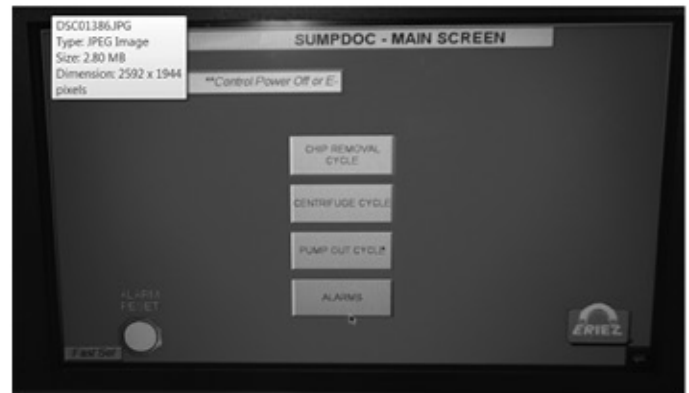 DSC01386.JPG
Type: JPEG Image
Size: 2.80 MB
Dimension: 2592 x 1944
pixels
SUMPDOC - MAIN SCREEN
**Control Power Off or E-
CHIP REMOVAL
CYCLE
CENTRIFUGE CYCLE
PUMP OUT CYCLE
ALARMS
ALARM
RESET
ERIEZ